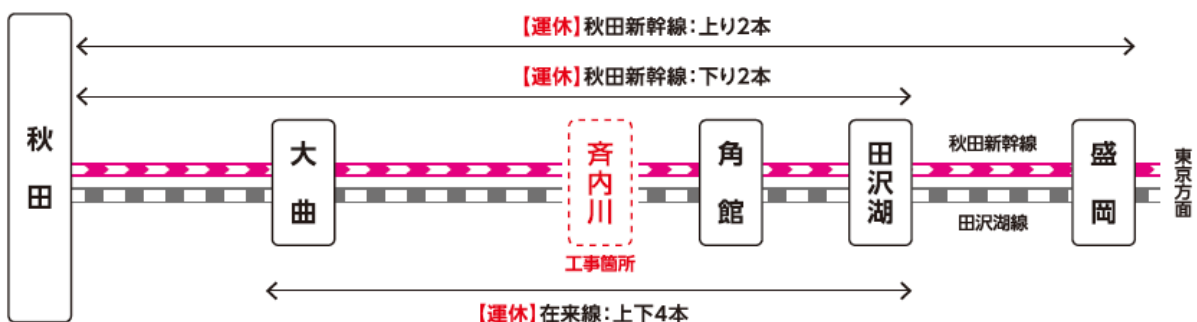 【運休】秋田新幹線：上り2本
【運休】秋田新幹線：下り2本
秋田
大曲
斉内川
角館
田沢湖
秋田新幹線
田沢湖線
盛岡
東京方面
工事箇所
【運休】在来線：上下4本